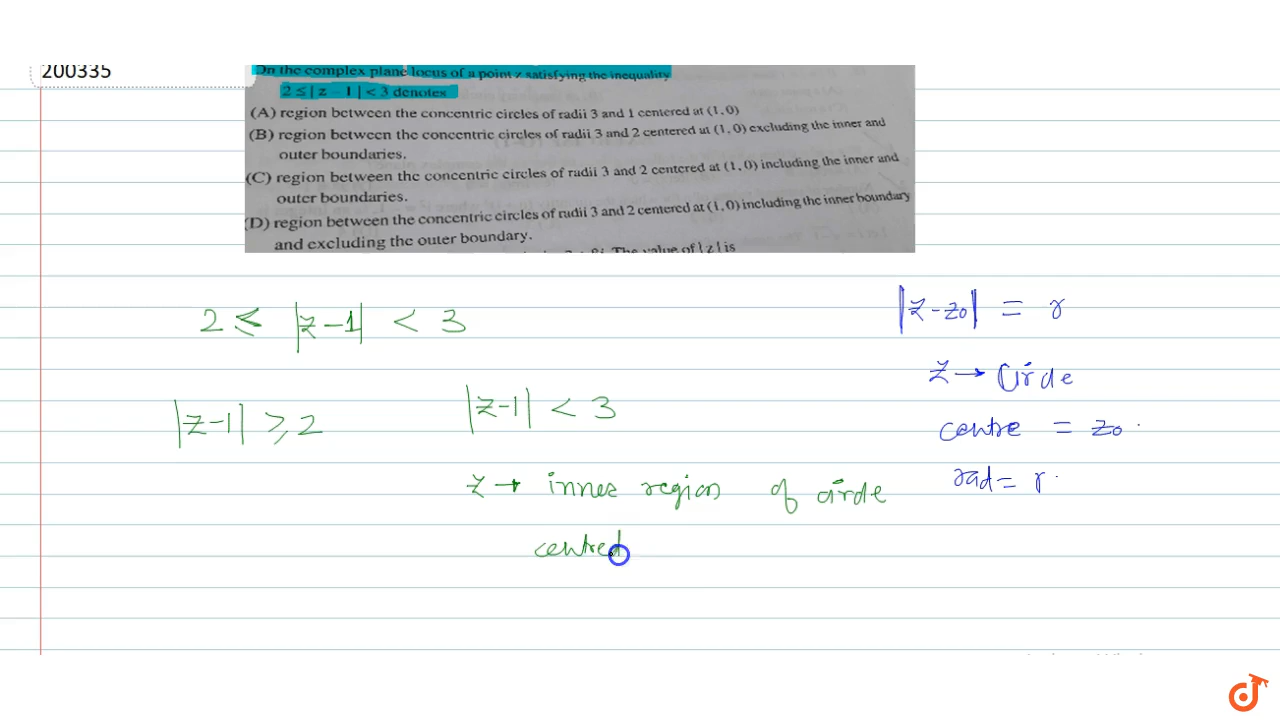 200335
On the complex plane locus of a point z satisfying the inequality
2 ≤ | z − 1 | < 3 denotes
(A) region between the concentric circles of radii 3 and 1 centered at (1, 0)
(B) region between the concentric circles of radii 3 and 2 centered at (1, 0) excluding the inner and
outer boundaries.
(C) region between the concentric circles of radii 3 and 2 centered at (1, 0) including the inner and
outer boundaries.
(D) region between the concentric circles of radii 3 and 2 centered at (1, 0) including the inner boundary
and excluding the outer boundary.
The value of | z | is
2 ≤ |z−1| < 3
|z−1| ≥ 2
|z−1| < 3
z → inner region of circle
centred
|z−z₀| = r
z → Circle
centre = z₀
rad = r